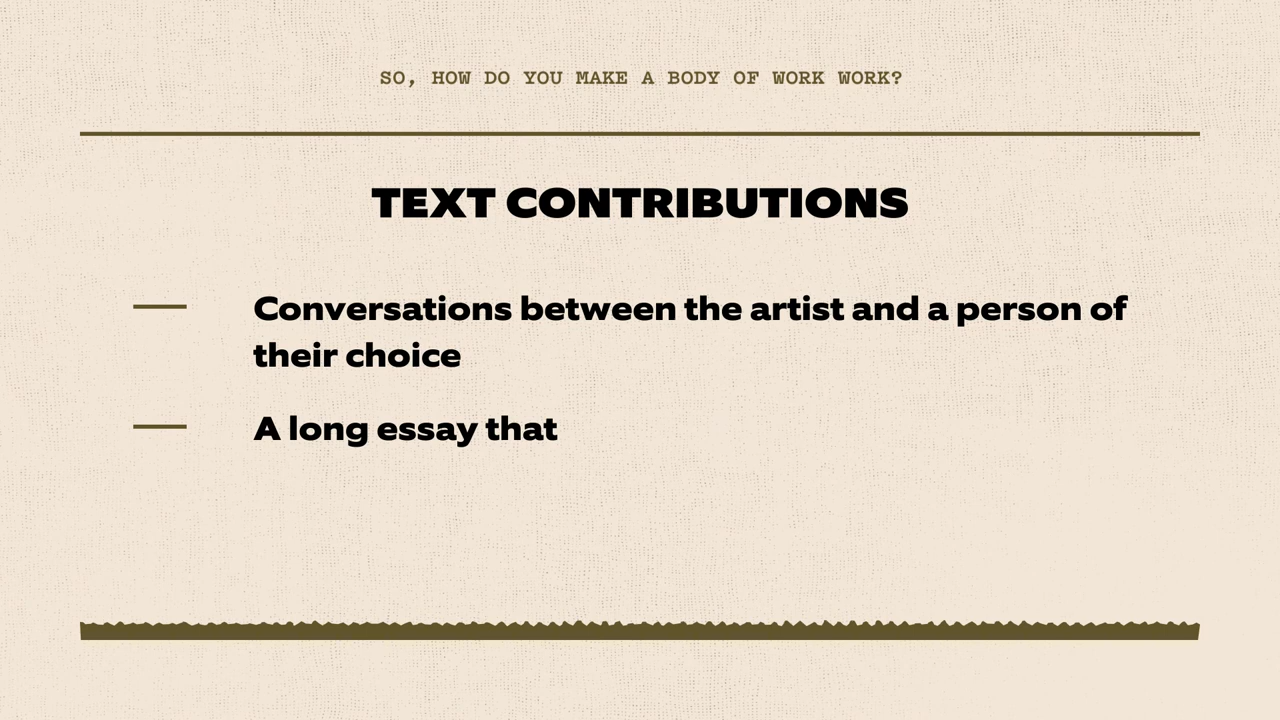 SO, HOW DO YOU MAKE A BODY OF WORK WORK?
TEXT CONTRIBUTIONS
Conversations between the artist and a person of
their choice
A long essay that